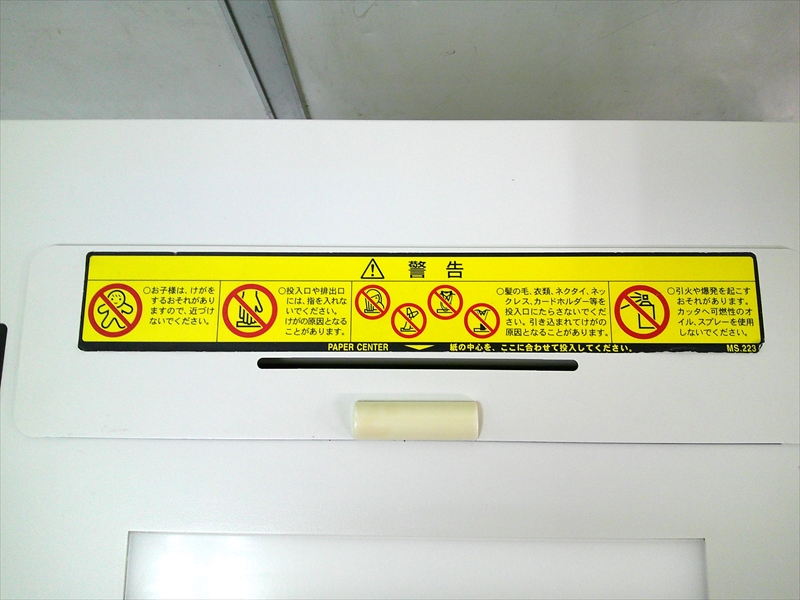 警告
○お子様は、けがを
するおそれがあり
ますので、近づけ
ないでください。
○投入口や排出口
には、指を入れな
いでください。
けがの原因となる
ことがあります。
○髪の毛、衣類、ネクタイ、ネッ
クレス、カードホルダー等を
投入口にたらさないでくだ
さい。引き込まれてけがの
原因となることがあります。
○引火や爆発を起こす
おそれがあります。
カッタへ可燃性のオ
イル、スプレーを使用
しないでください。
PAPER CENTER 紙の中心を、ここに合わせて投入してください。 MS.223